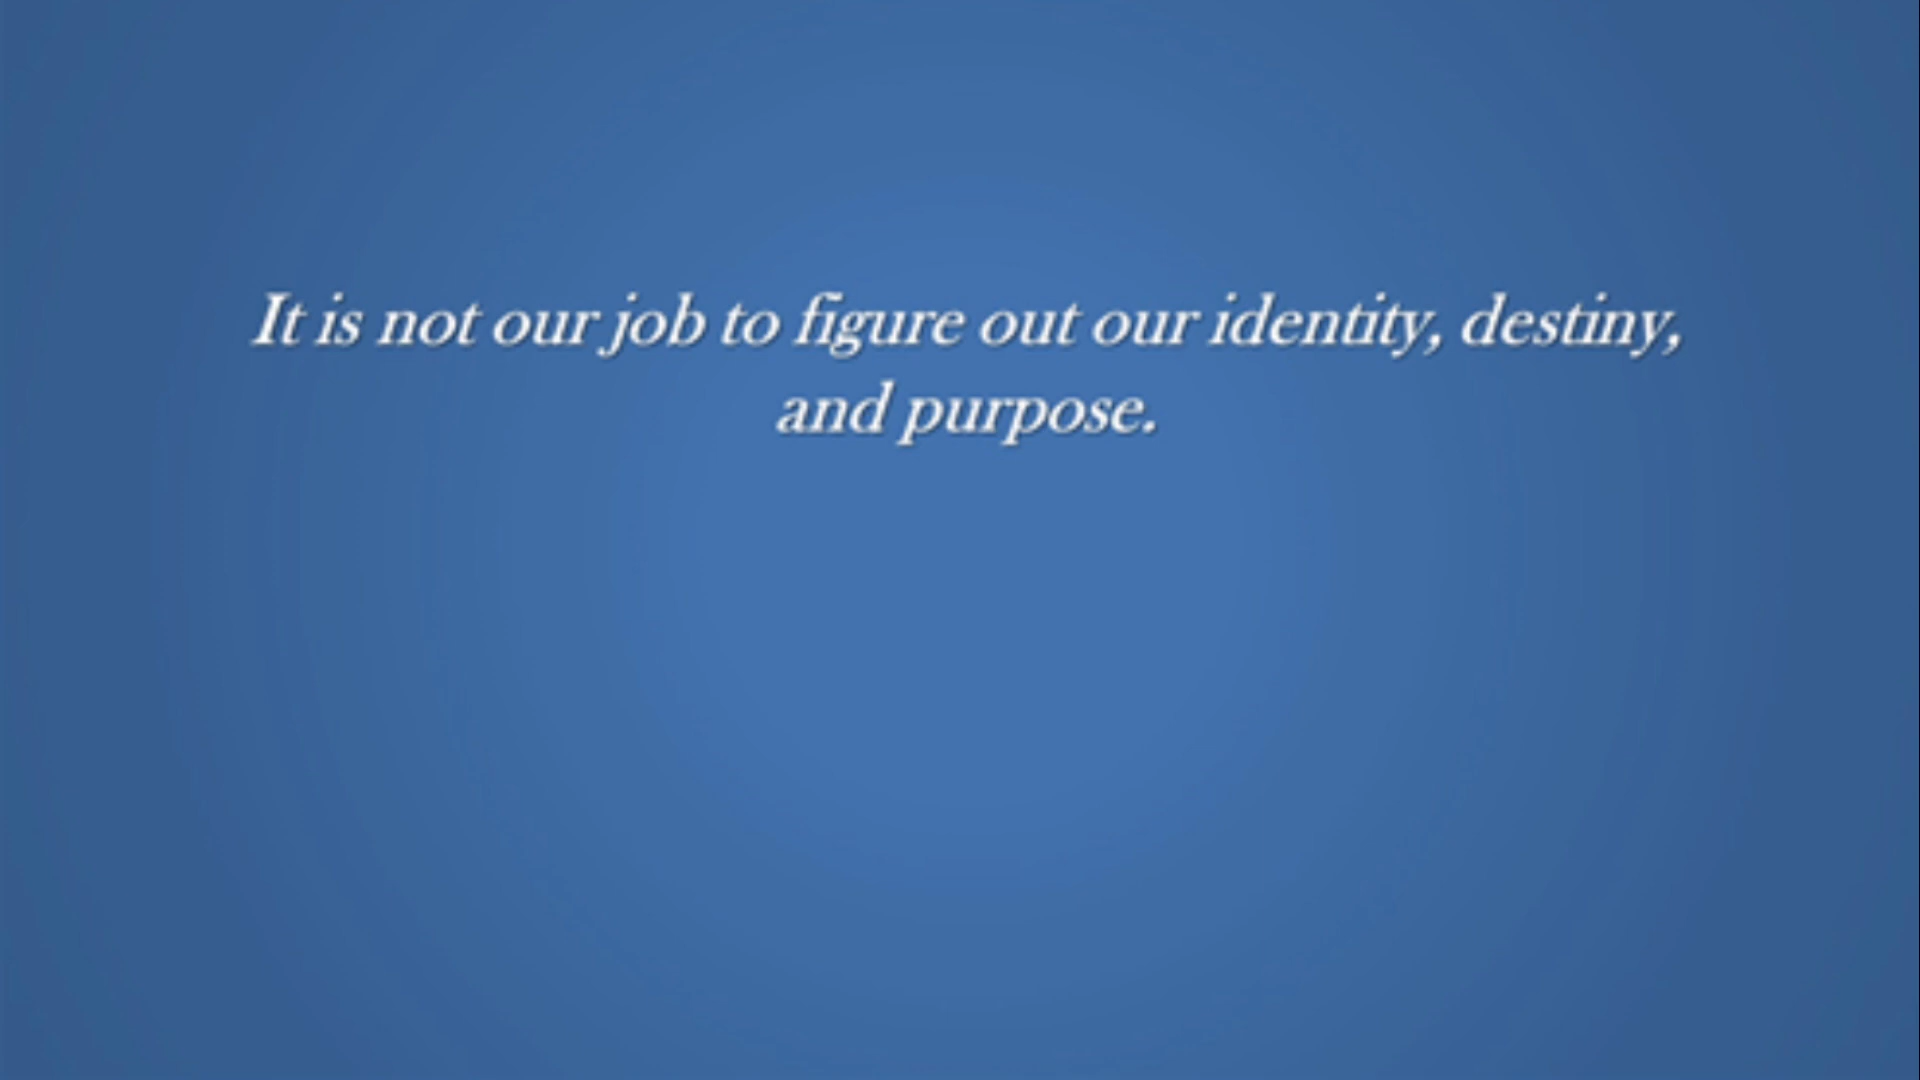 It is not our job to figure out our identity, destiny,
and purpose.